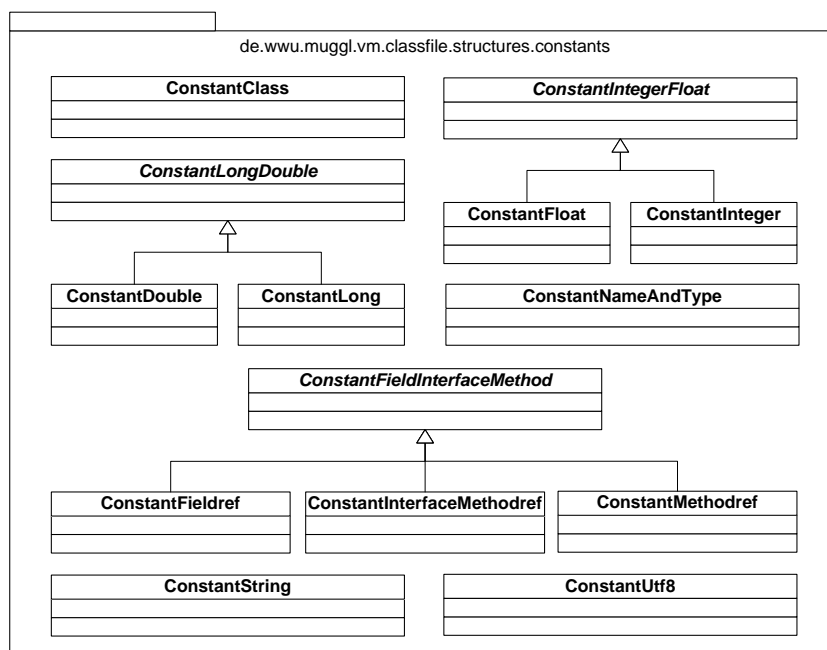 de.wwu.muggl.vm.classfile.structures.constants
ConstantClass
ConstantIntegerFloat
ConstantLongDouble
ConstantFloat
ConstantInteger
ConstantDouble
ConstantLong
ConstantNameAndType
ConstantFieldInterfaceMethod
ConstantFieldref
ConstantInterfaceMethodref
ConstantMethodref
ConstantString
ConstantUtf8